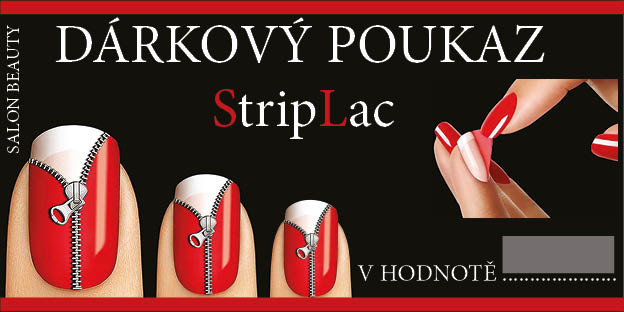 SALON BEAUTY
DÁRKOVÝ POUKAZ
StripLac
V HODNOTĚ ....................